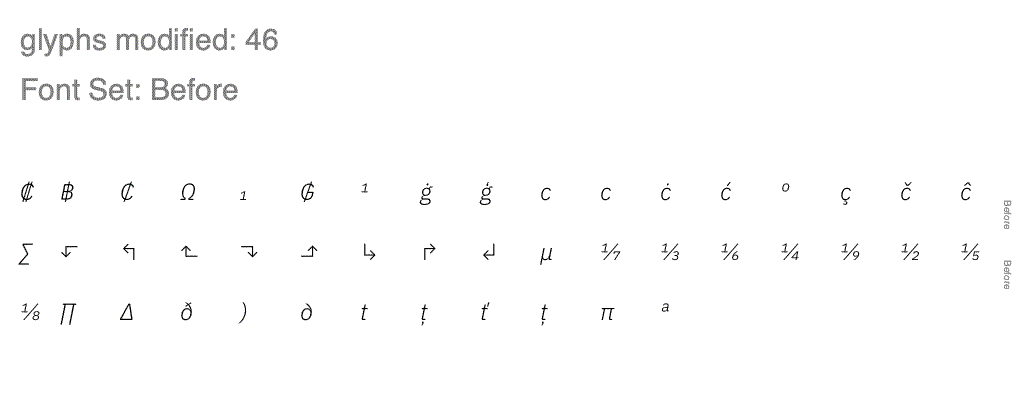 glyphs modified: 46
Font Set: Before
₡ ฿ ₵ Ω ₁ ₲ ¹ ġ ģ c c ċ ć º ç č ĉ
∑ ↰ ⬑ ↴ ↳ ↱ ↲ µ ⅐ ⅓ ⅙ ¼ ⅑ ½ ⅕
⅛ ∏ ∆ ð ) ∂ t ţ ť ț π ª
Before
Before